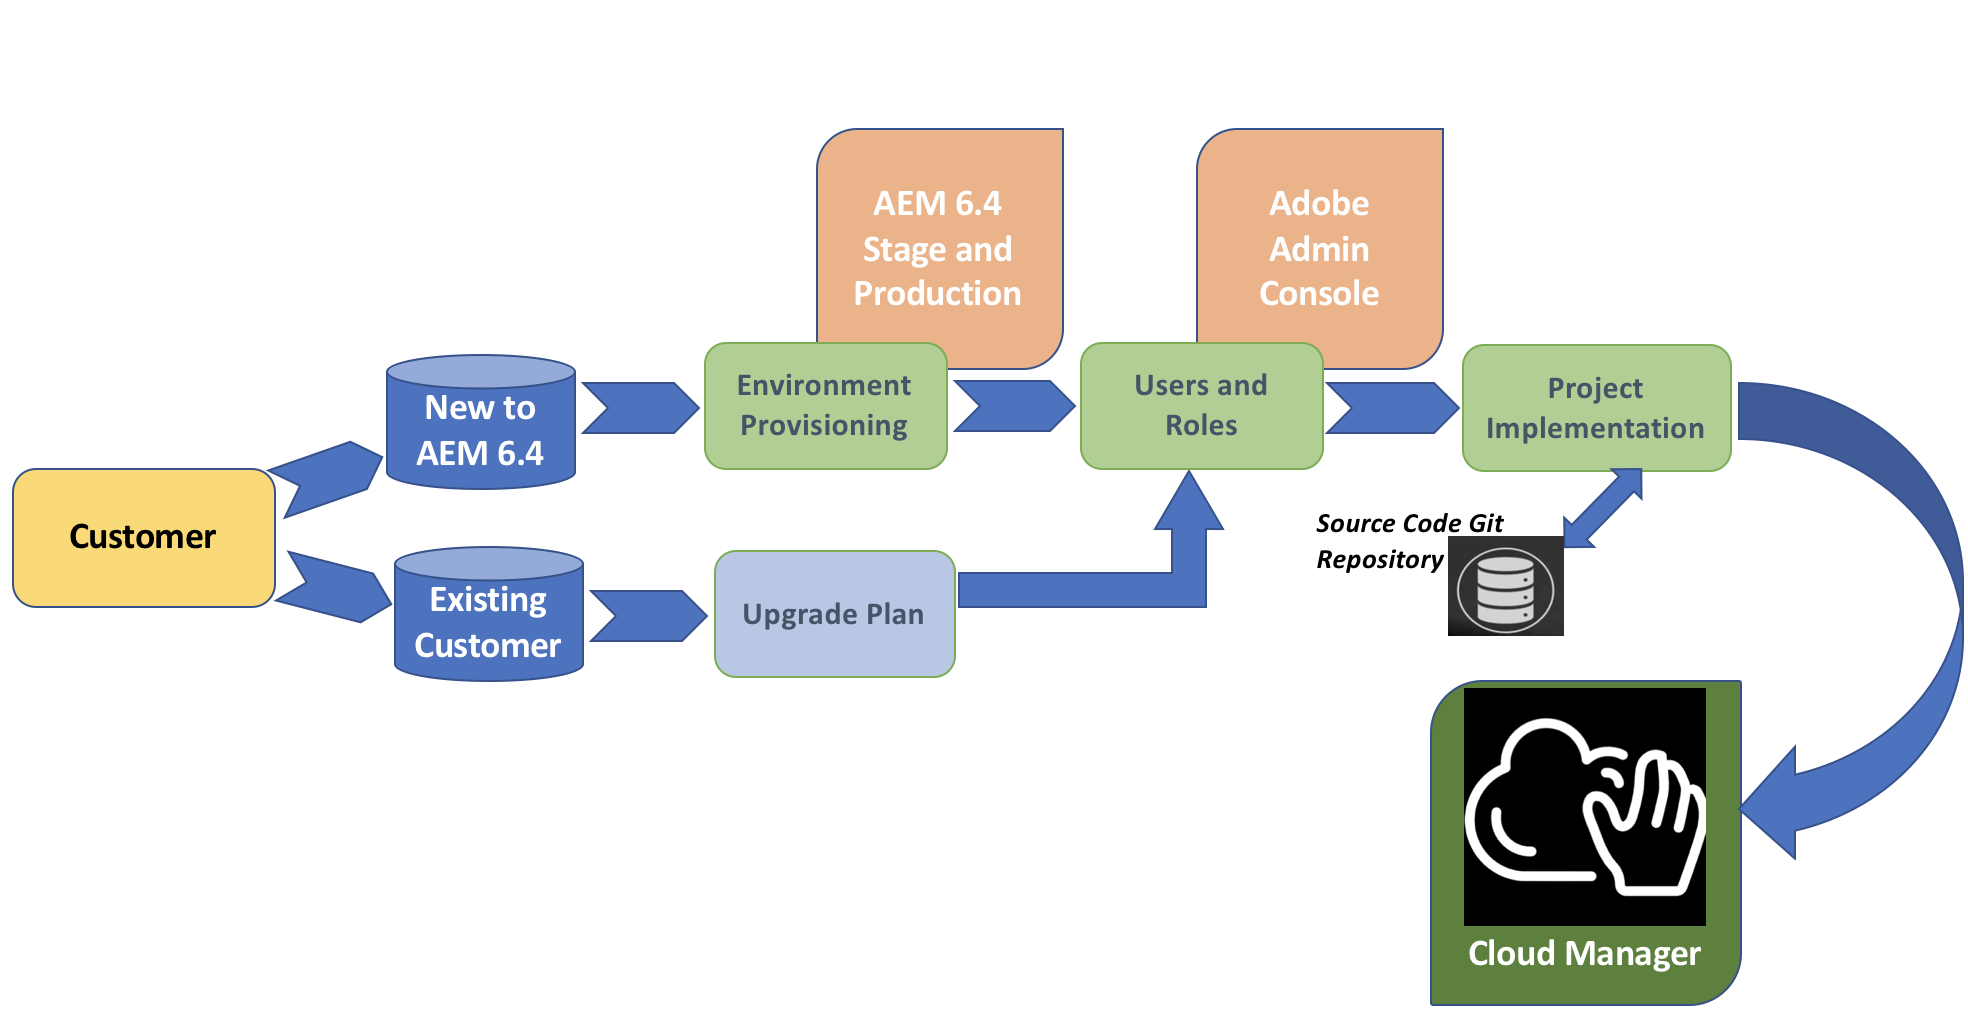 AEM 6.4
Stage and
Production
Adobe
Admin
Console
New to
AEM 6.4
Environment
Provisioning
Users and
Roles
Project
Implementation
Customer
Existing
Customer
Upgrade Plan
Source Code Git
Repository
Cloud Manager